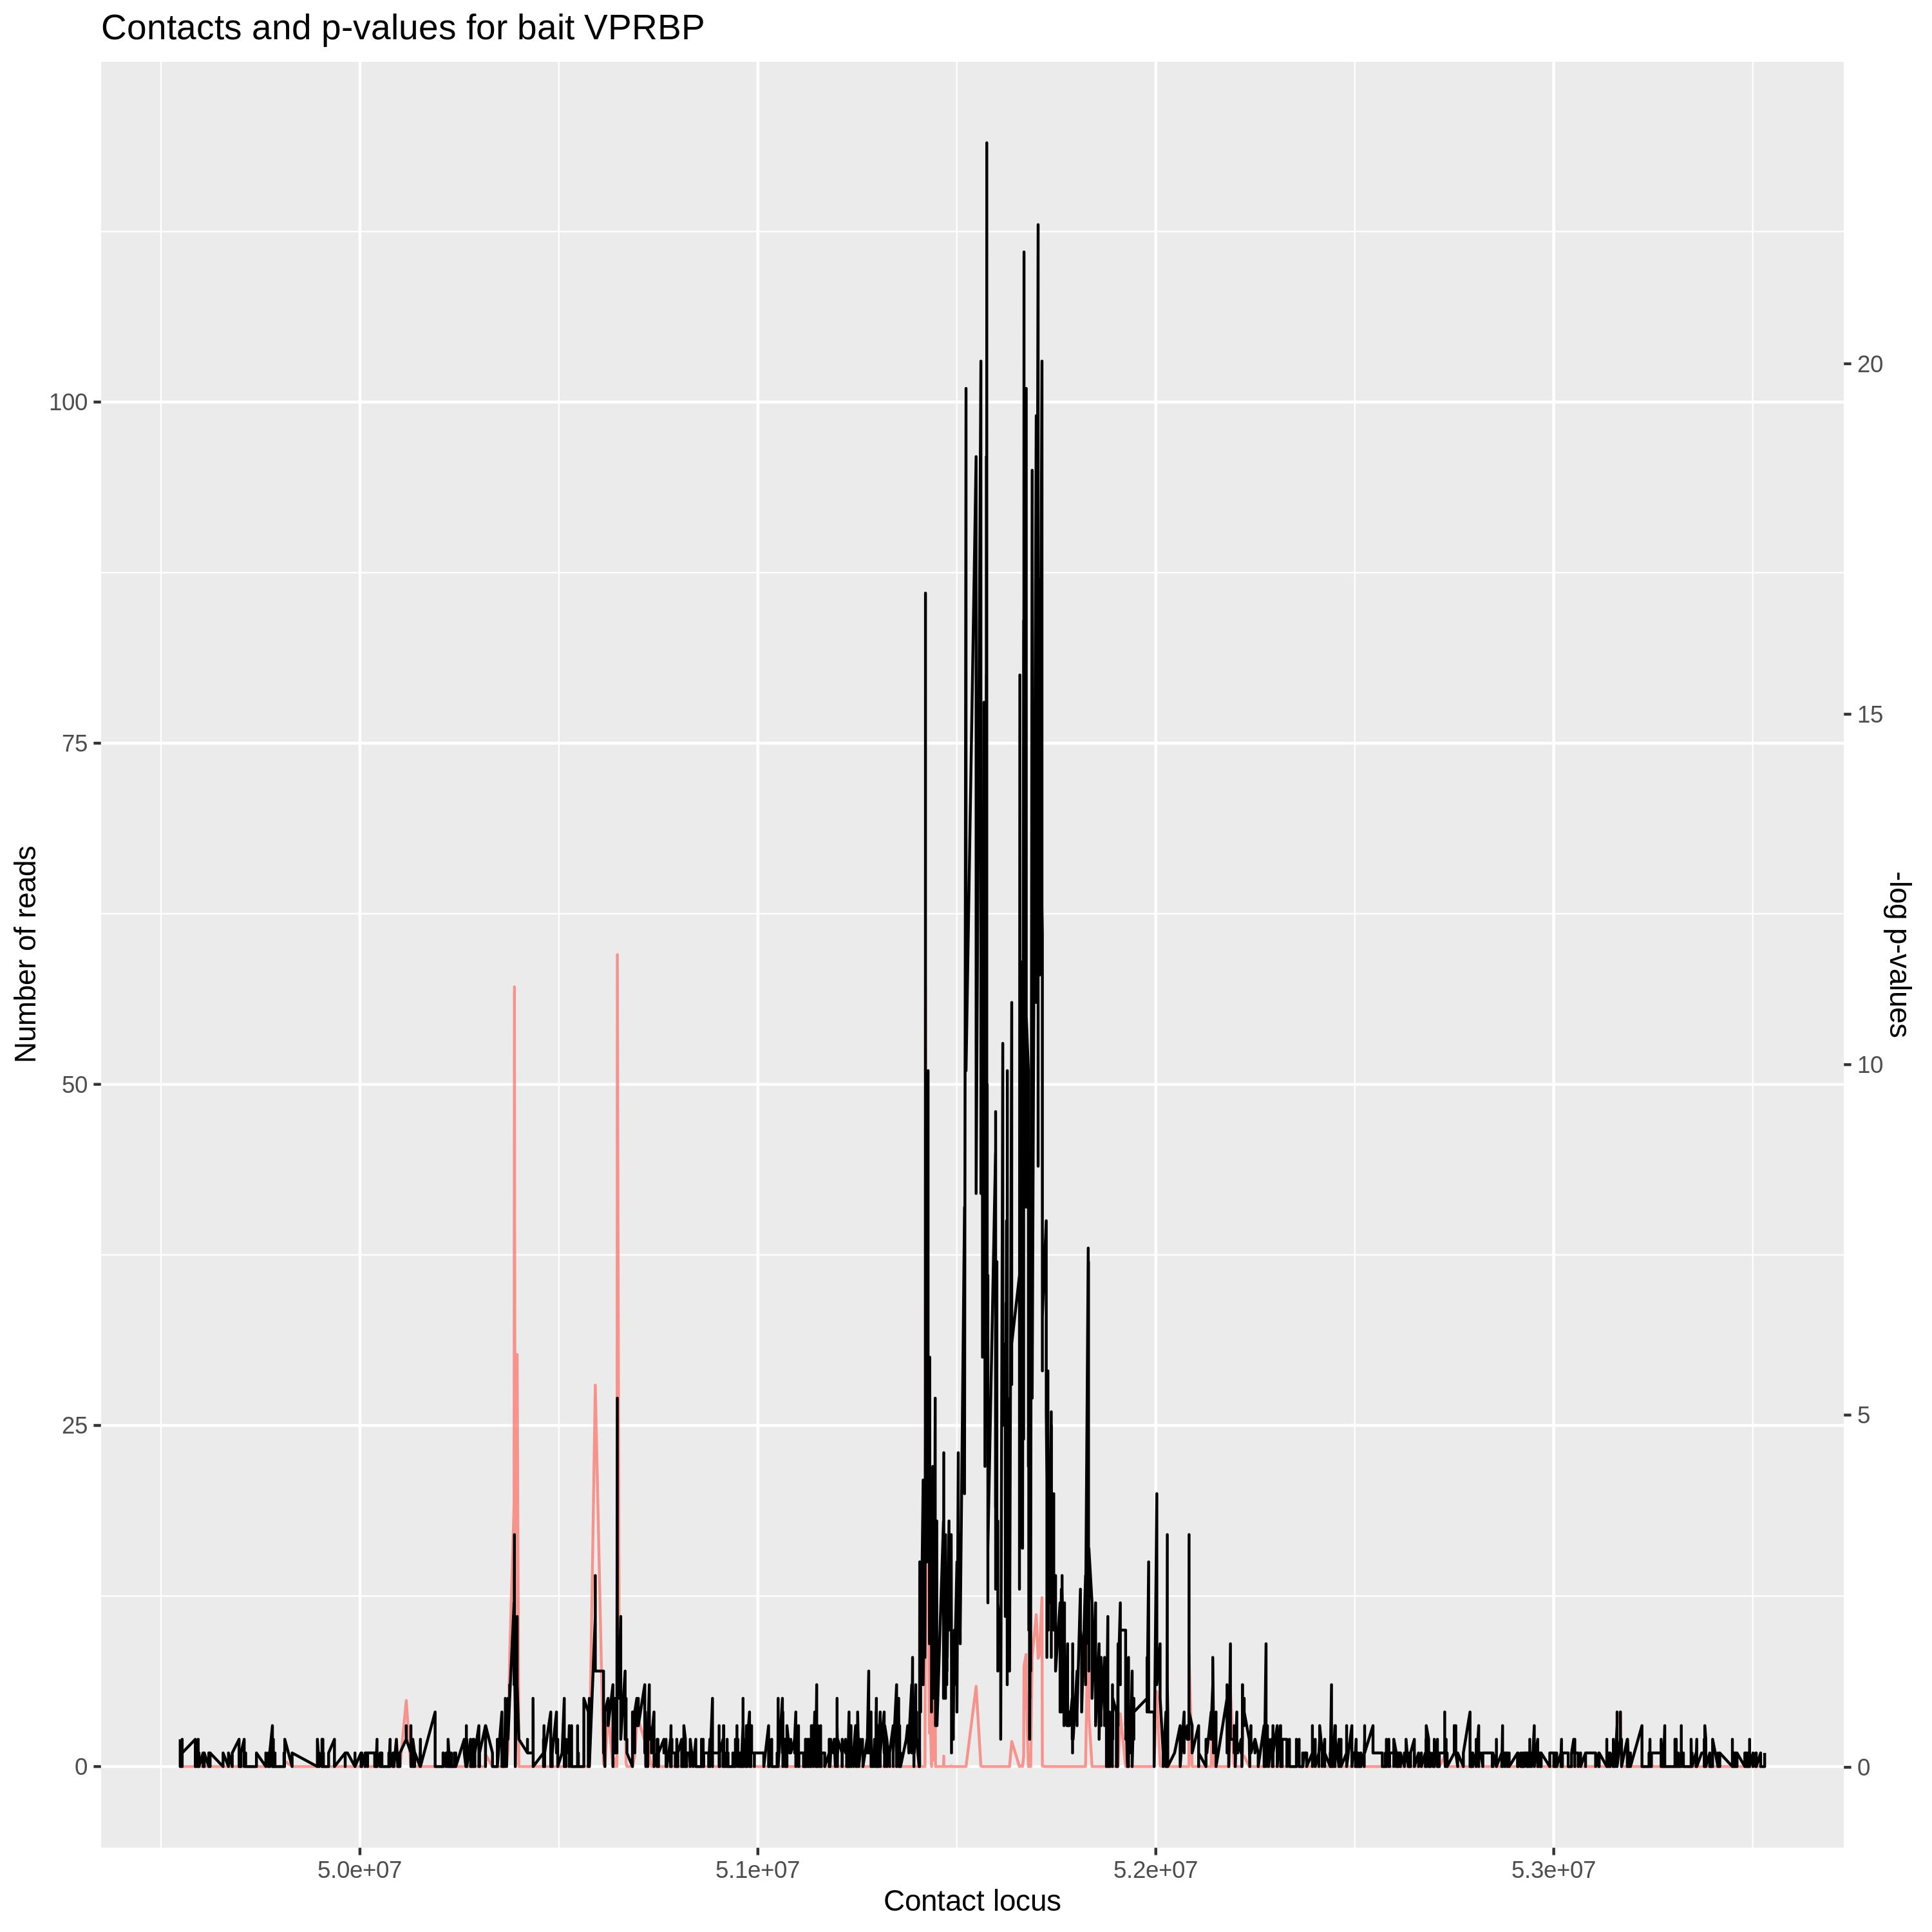 Contacts and p-values for bait VPRBP
Number of reads
100
75
50
25
0
20
15
10
5
0
-log p-values
5.0e+07
5.1e+07
5.2e+07
5.3e+07
Contact locus